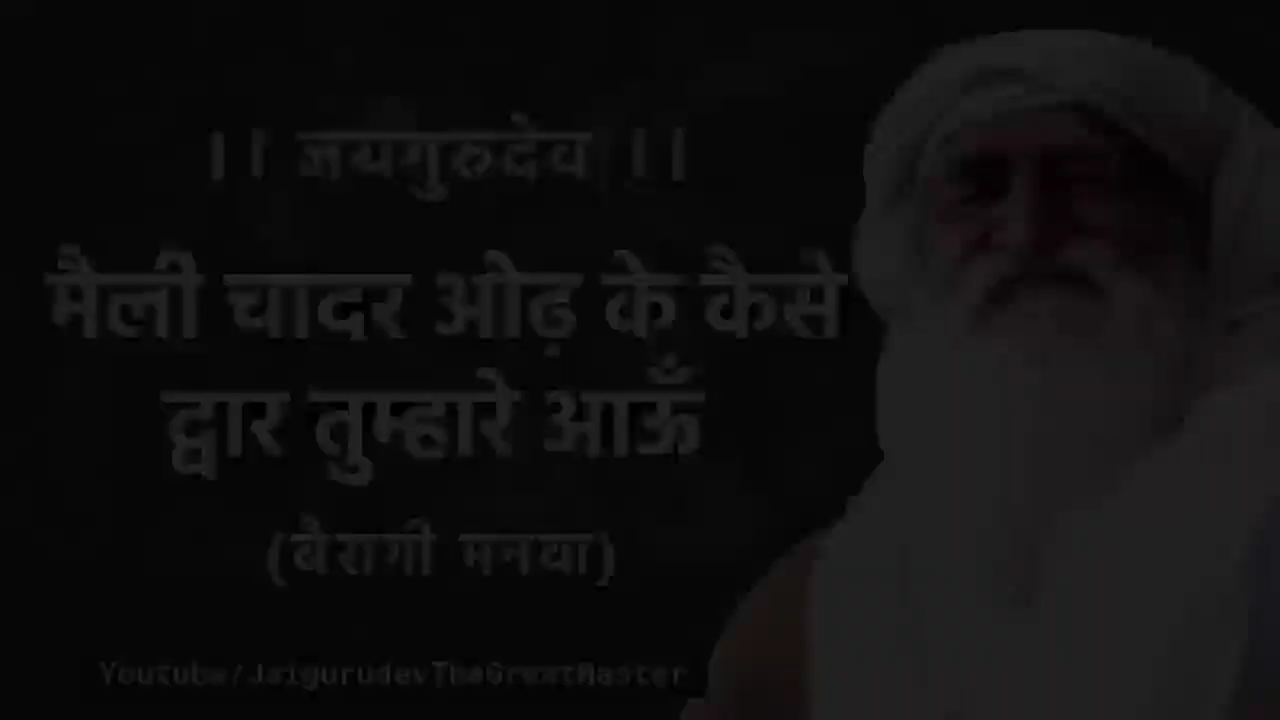 ।। जयगुरुदेव ।।
मैली चादर ओढ़ के कैसे
द्वार तुम्हारे आऊँ
(बैरागी मनवा)
Youtube/JaigurudevTheGreatMaster